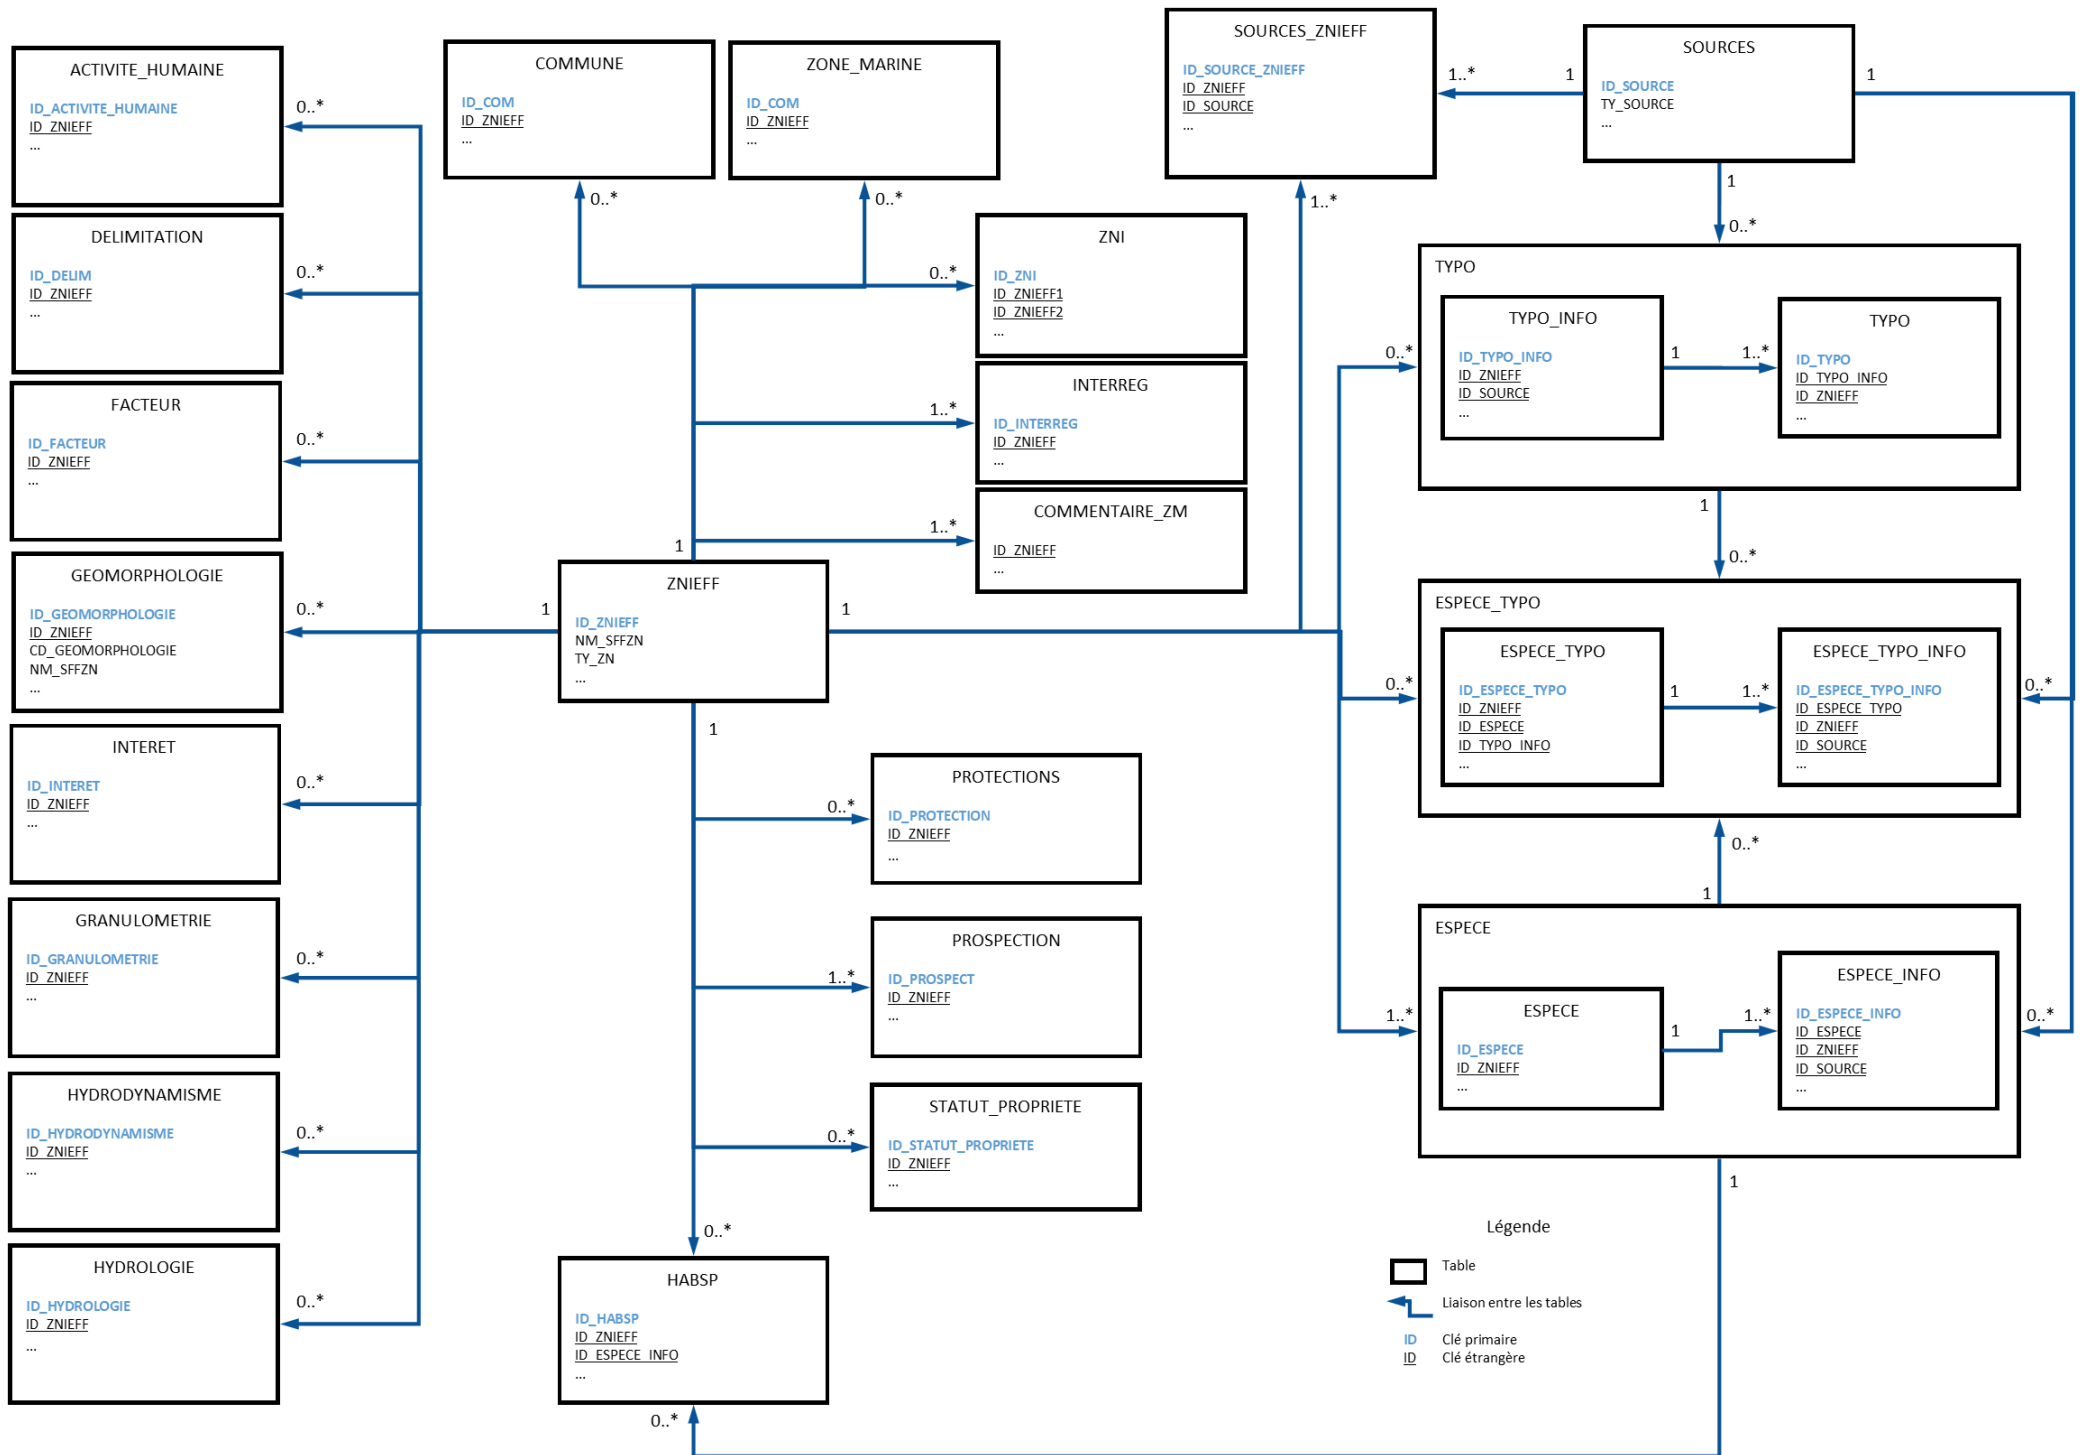 ACTIVITE_HUMAINE
ID_ACTIVITE_HUMAINE
ID_ZNIEFF
...
0..*
DELIMITATION
ID_DELIM
ID_ZNIEFF
...
0..*
FACTEUR
ID_FACTEUR
ID_ZNIEFF
...
0..*
GEOMORPHOLOGIE
ID_GEOMORPHOLOGIE
ID_ZNIEFF
CD_GEOMORPHOLOGIE
NM_SFFZN
...
0..*
INTERET
ID_INTERET
ID_ZNIEFF
...
0..*
GRANULOMETRIE
ID_GRANULOMETRIE
ID_ZNIEFF
...
0..*
HYDRODYNAMISME
ID_HYDRODYNAMISME
ID_ZNIEFF
...
0..*
HYDROLOGIE
ID_HYDROLOGIE
ID_ZNIEFF
...
0..*
COMMUNE
ID_COM
ID_ZNIEFF
...
0..*
ZONE_MARINE
ID_COM
ID_ZNIEFF
...
0..*
ZNI
ID_ZNI
ID_ZNIEFF1
ID_ZNIEFF2
...
0..*
INTERREG
ID_INTERREG
ID_ZNIEFF
...
1..*
COMMENTAIRE_ZM
ID_ZNIEFF
...
1..*
1
ZNIEFF
ID_ZNIEFF
NM_SFFZN
TY_ZN
...
1
1
1
PROTECTIONS
ID_PROTECTION
ID_ZNIEFF
...
0..*
PROSPECTION
ID_PROSPECT
ID_ZNIEFF
...
1..*
STATUT_PROPRIETE
ID_STATUT_PROPRIETE
ID_ZNIEFF
...
0..*
0..*
HABSP
ID_HABSP
ID_ZNIEFF
ID_ESPECE_INFO
...
0..*
SOURCES_ZNIEFF
ID_SOURCE_ZNIEFF
ID_ZNIEFF
ID_SOURCE
...
1..*
1..*
1
SOURCES
ID_SOURCE
TY_SOURCE
...
1
1
0..*
TYPO
TYPO_INFO
ID_TYPO_INFO
ID_ZNIEFF
ID_SOURCE
...
1
1..*
TYPO
ID_TYPO
ID_TYPO_INFO
ID_ZNIEFF
...
0..*
1
0..*
ESPECE_TYPO
ESPECE_TYPO
ID_ESPECE_TYPO
ID_ZNIEFF
ID_ESPECE
ID_TYPO_INFO
...
1
1..*
ESPECE_TYPO_INFO
ID_ESPECE_TYPO_INFO
ID_ESPECE_TYPO
ID_ZNIEFF
ID_SOURCE
...
0..*
0..*
0..*
1
ESPECE
ESPECE
ID_ESPECE
ID_ZNIEFF
...
1
1..*
ESPECE_INFO
ID_ESPECE_INFO
ID_ESPECE
ID_ZNIEFF
ID_SOURCE
...
1..*
0..*
1
Légende
Table
Liaison entre les tables
ID Clé primaire
ID Clé étrangère